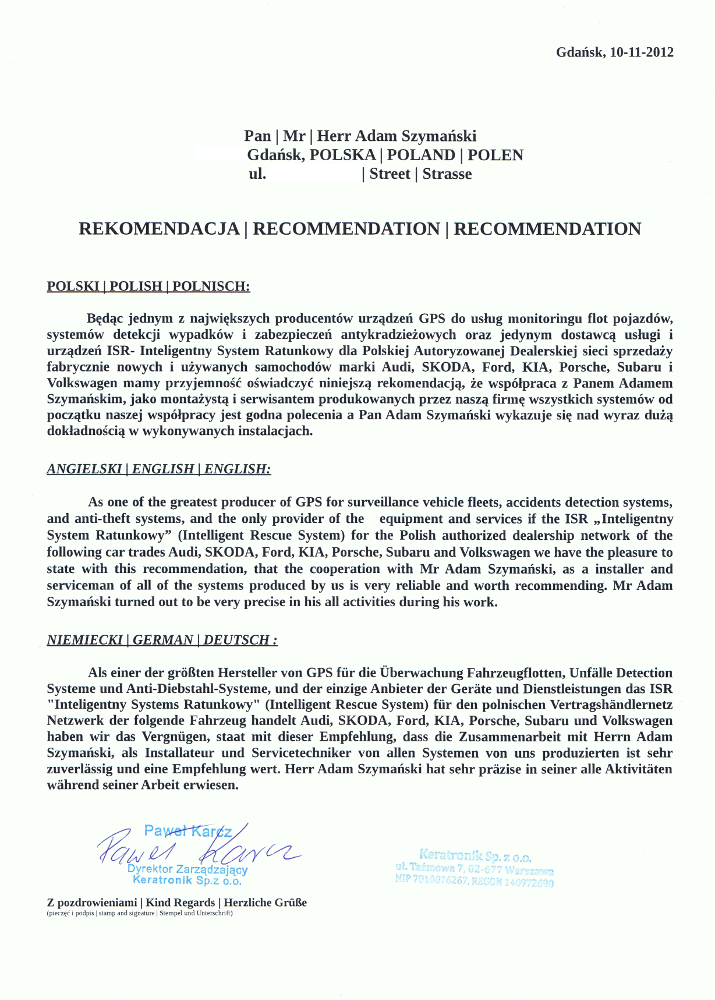 Gdańsk, 10-11-2012
Pan | Mr | Herr Adam Szymański
Gdańsk, POLSKA | POLAND | POLEN
ul. | Street | Strasse
REKOMENDACJA | RECOMMENDATION | RECOMMENDATION
POLSKI | POLISH | POLNISCH:
Będąc jednym z największych producentów urządzeń GPS do usług monitoringu flot pojazdów,
systemów detekcji wypadków i zabezpieczeń antykradzieżowych oraz jedynym dostawcą usługi i
urządzeń ISR- Inteligentny System Ratunkowy dla Polskiej Autoryzowanej Dealerskiej sieci sprzedaży
fabrycznie nowych i używanych samochodów marki Audi, SKODA, Ford, KIA, Porsche, Subaru i
Volkswagen mamy przyjemność oświadczyć niniejszą rekomendacją, że współpraca z Panem Adamem
Szymańskim, jako montażystą i serwisantem produkowanych przez naszą firmę wszystkich systemów od
początku naszej współpracy jest godna polecenia a Pan Adam Szymański wykazuje się nad wyraz dużą
dokładnością w wykonywanych instalacjach.
ANGIELSKI | ENGLISH | ENGLISH:
As one of the greatest producer of GPS for surveillance vehicle fleets, accidents detection systems,
and anti-theft systems, and the only provider of the equipment and services if the ISR „Inteligentny
System Ratunkowy” (Intelligent Rescue System) for the Polish authorized dealership network of the
following car trades Audi, SKODA, Ford, KIA, Porsche, Subaru and Volkswagen we have the pleasure to
state with this recommendation, that the cooperation with Mr Adam Szymański, as a installer and
serviceman of all of the systems produced by us is very reliable and worth recommending. Mr Adam
Szymański turned out to be very precise in his all activities during his work.
NIEMIECKI | GERMAN | DEUTSCH :
Als einer der größten Hersteller von GPS für die Überwachung Fahrzeugflotten, Unfälle Detection
Systeme und Anti-Diebstahl-Systeme, und der einzige Anbieter der Geräte und Dienstleistungen das ISR
"Inteligentny Systems Ratunkowy" (Intelligent Rescue System) für den polnischen Vertragshändlernetz
Netzwerk der folgende Fahrzeug handelt Audi, SKODA, Ford, KIA, Porsche, Subaru und Volkswagen
haben wir das Vergnügen, staat mit dieser Empfehlung, dass die Zusammenarbeit mit Herrn Adam
Szymański, als Installateur und Servicetechniker von allen Systemen von uns produzierten ist sehr
zuverlässig und eine Empfehlung wert. Herr Adam Szymański hat sehr präzise in seiner alle Aktivitäten
während seiner Arbeit erwiesen.
Paweł Karcz
Paweł Karcz
Dyrektor Zarządzający
Keratronik Sp.z o.o.
Keratronik Sp. z o.o.
ul. Taśmowa 7, 02-677 Warszawa
NIP 7010076267, REGON 140972690
Z pozdrowieniami | Kind Regards | Herzliche Grüße
(pieczęć i podpis | stamp and signature | Stempel und Unterschrift)